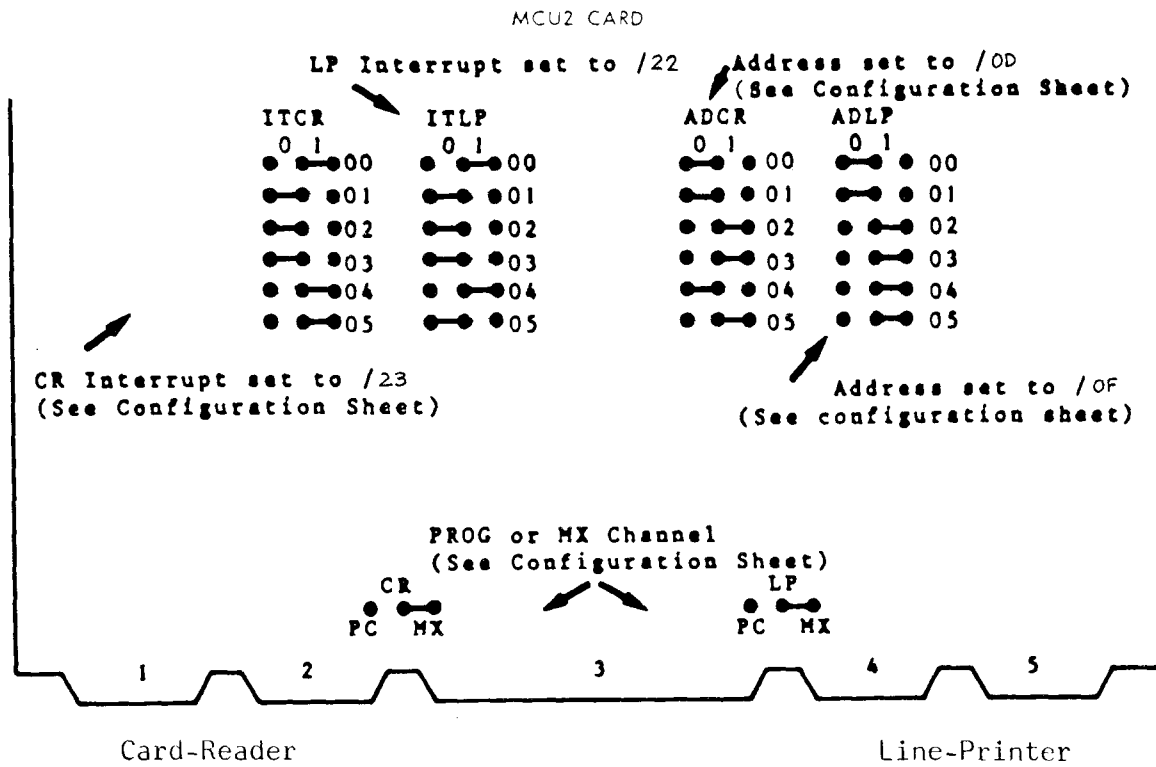 MCU2 CARD
LP Interrupt set to /22
Address set to /0D
(See Configuration Sheet)
ITCR ITLP ADCR ADLP
0 1 0 1 0 1 0 1
00 00 00 00
01 01 01 01
02 02 02 02
03 03 03 03
04 04 04 04
05 05 05 05
CR Interrupt set to /23
(See Configuration Sheet)
Address set to /0F
(See configuration sheet)
PROG or MX Channel
(See Configuration Sheet)
CR LP
PC MX PC MX
1 2 3 4 5
Card-Reader Line-Printer